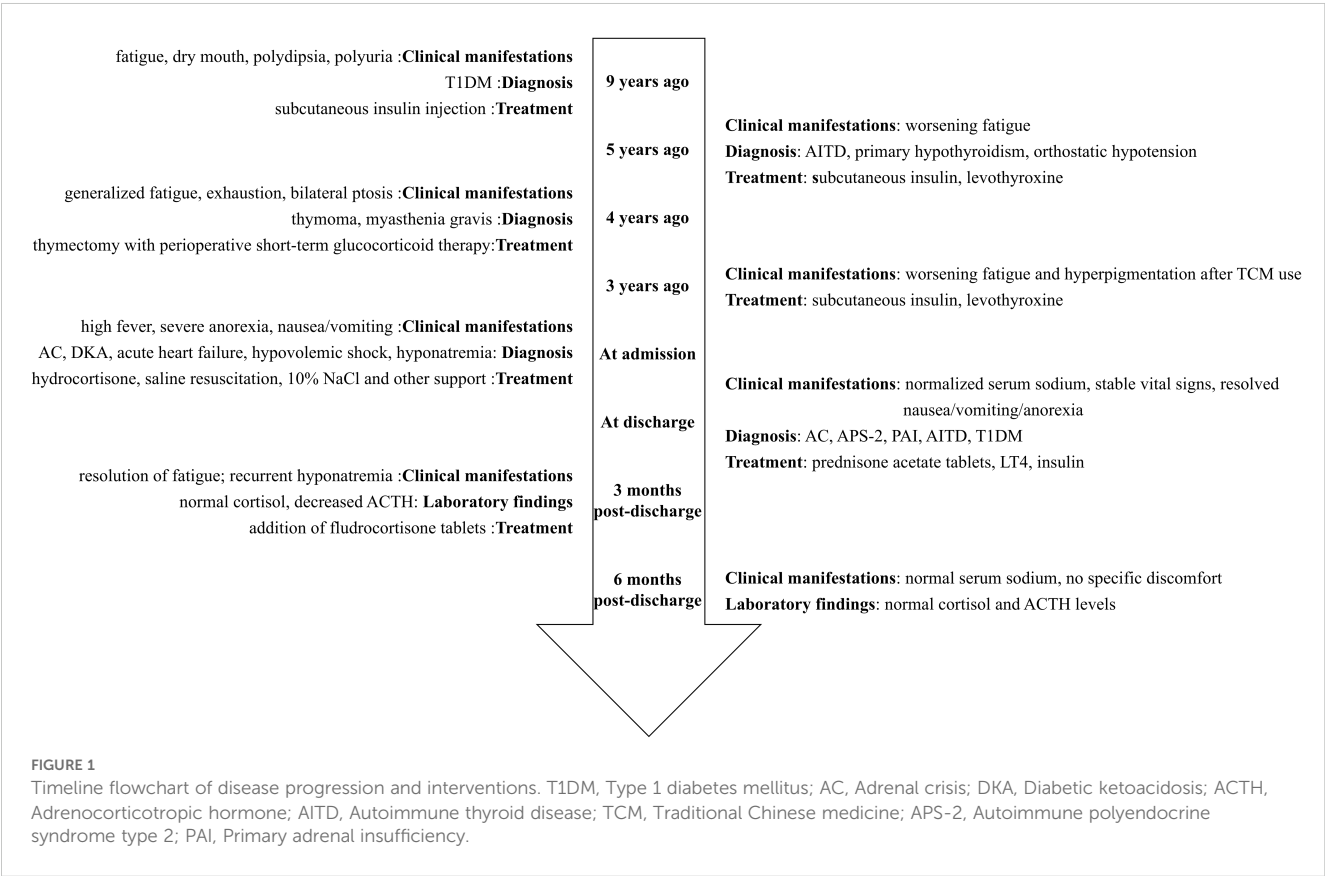 fatigue, dry mouth, polydipsia, polyuria :Clinical manifestations
T1DM :Diagnosis
subcutaneous insulin injection :Treatment
9 years ago
5 years ago
Clinical manifestations: worsening fatigue
Diagnosis: AITD, primary hypothyroidism, orthostatic hypotension
Treatment: subcutaneous insulin, levothyroxine
generalized fatigue, exhaustion, bilateral ptosis :Clinical manifestations
thymoma, myasthenia gravis :Diagnosis
thymectomy with perioperative short-term glucocorticoid therapy:Treatment
4 years ago
3 years ago
Clinical manifestations: worsening fatigue and hyperpigmentation after TCM use
Treatment: subcutaneous insulin, levothyroxine
high fever, severe anorexia, nausea/vomiting :Clinical manifestations
AC, DKA, acute heart failure, hypovolemic shock, hyponatremia: Diagnosis
hydrocortisone, saline resuscitation, 10% NaCl and other support :Treatment
At admission
At discharge
Clinical manifestations: normalized serum sodium, stable vital signs, resolved
nausea/vomiting/anorexia
Diagnosis: AC, APS-2, PAI, AITD, T1DM
Treatment: prednisone acetate tablets, LT4, insulin
resolution of fatigue; recurrent hyponatremia :Clinical manifestations
normal cortisol, decreased ACTH: Laboratory findings
addition of fludrocortisone tablets :Treatment
3 months
post-discharge
6 months
post-discharge
Clinical manifestations: normal serum sodium, no specific discomfort
Laboratory findings: normal cortisol and ACTH levels
FIGURE 1
Timeline flowchart of disease progression and interventions. T1DM, Type 1 diabetes mellitus; AC, Adrenal crisis; DKA, Diabetic ketoacidosis; ACTH,
Adrenocorticotropic hormone; AITD, Autoimmune thyroid disease; TCM, Traditional Chinese medicine; APS-2, Autoimmune polyendocrine
syndrome type 2; PAI, Primary adrenal insufficiency.